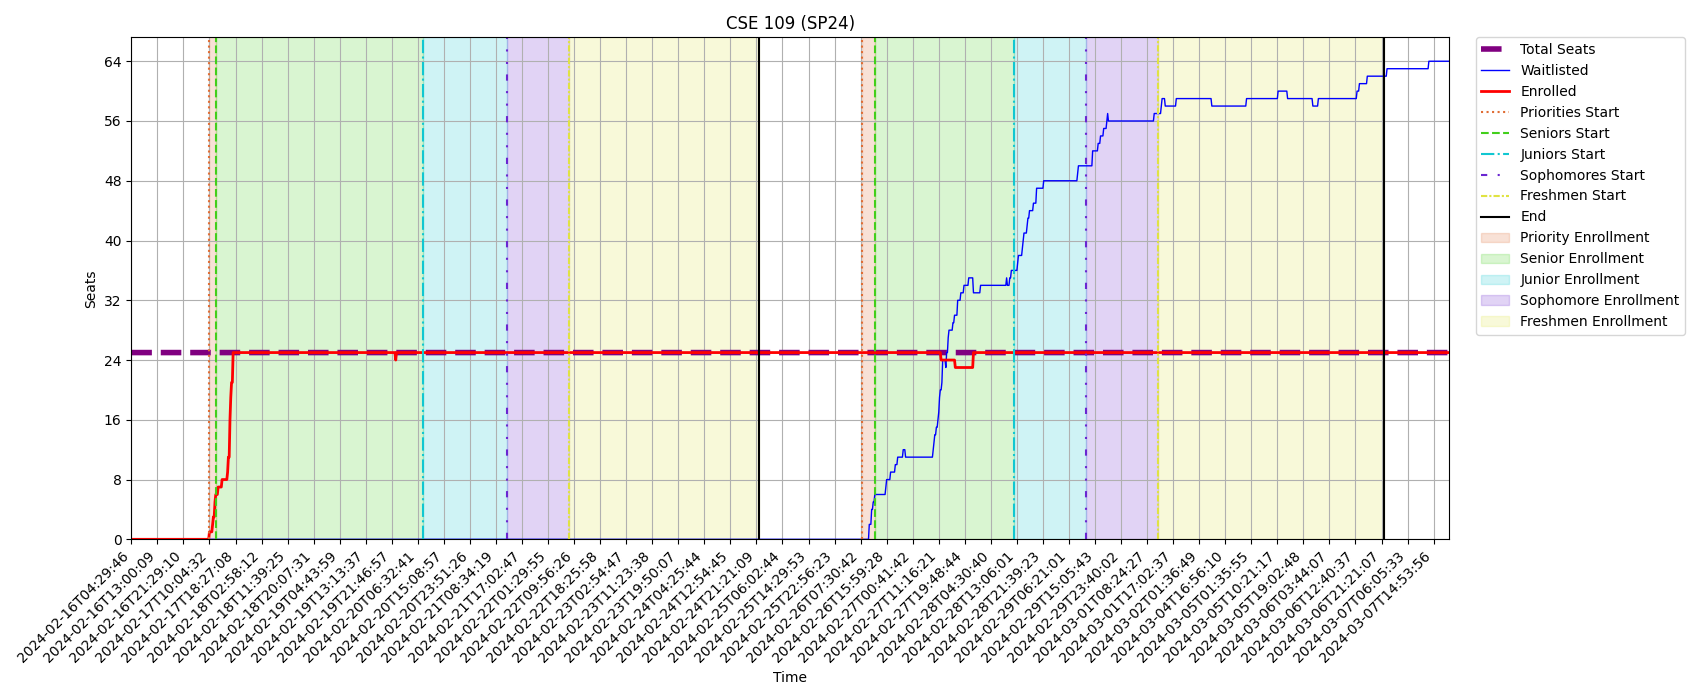 CSE 109 (SP24)
Seats
64
56
48
40
32
24
16
8
0
2024-02-16T04:29:46
2024-02-16T13:00:09
2024-02-16T21:29:10
2024-02-17T10:04:32
2024-02-17T18:27:08
2024-02-18T02:58:12
2024-02-18T11:39:25
2024-02-18T20:07:31
2024-02-19T04:43:59
2024-02-19T13:13:37
2024-02-19T21:46:57
2024-02-20T06:32:41
2024-02-20T15:08:57
2024-02-20T23:51:26
2024-02-21T08:34:19
2024-02-21T17:02:47
2024-02-22T01:29:55
2024-02-22T09:56:26
2024-02-22T18:25:58
2024-02-23T02:54:47
2024-02-23T11:23:38
2024-02-23T19:50:07
2024-02-24T04:25:44
2024-02-24T12:54:45
2024-02-24T21:21:09
2024-02-25T06:02:44
2024-02-25T14:29:53
2024-02-25T22:56:23
2024-02-26T07:30:42
2024-02-26T15:59:28
2024-02-27T00:41:42
2024-02-27T11:16:21
2024-02-27T19:48:44
2024-02-28T04:30:40
2024-02-28T13:06:01
2024-02-28T21:39:23
2024-02-29T06:21:01
2024-02-29T15:05:43
2024-02-29T23:40:02
2024-03-01T08:24:27
2024-03-01T17:02:37
2024-03-02T01:36:49
2024-03-04T16:56:10
2024-03-05T01:35:55
2024-03-05T10:21:17
2024-03-05T19:02:48
2024-03-06T03:44:07
2024-03-06T12:40:37
2024-03-06T21:21:07
2024-03-07T06:05:33
2024-03-07T14:53:56
Time
Total Seats
Waitlisted
Enrolled
Priorities Start
Seniors Start
Juniors Start
Sophomores Start
Freshmen Start
End
Priority Enrollment
Senior Enrollment
Junior Enrollment
Sophomore Enrollment
Freshmen Enrollment